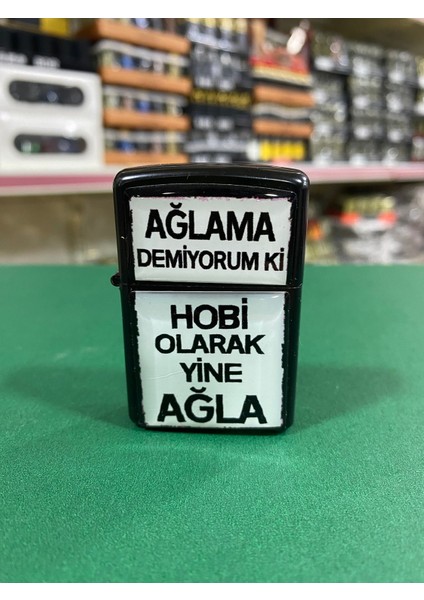 AĞLAMA
DEMİYORUM Kİ
HOBİ
OLARAK
YİNE
AĞLA